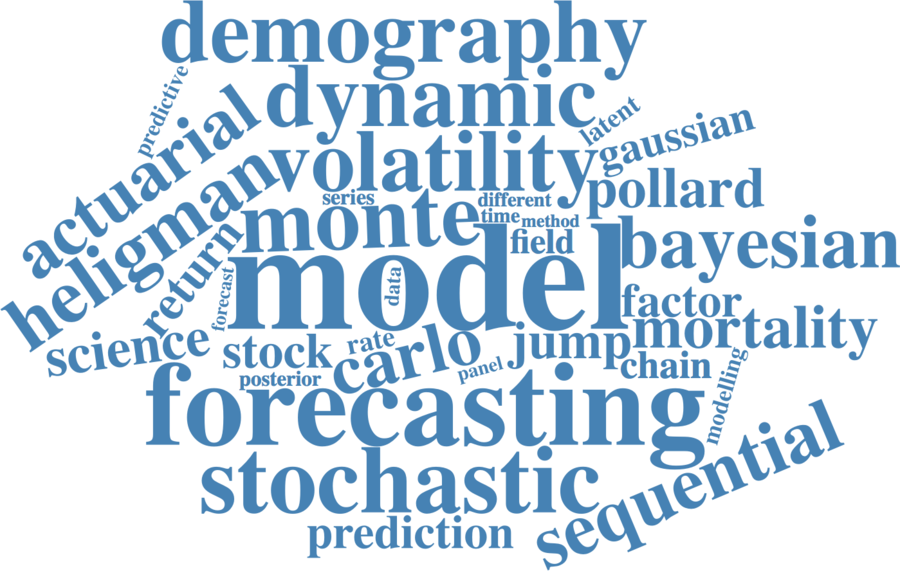 demography
predictive
dynamic
actuarial
latent
gaussian
volatility
heligman
pollard
series
different
monte
time
method
return
field
bayesian
model
forecast
data
factor
science
mortality
stock
rate
carlo
jump
chain
posterior
panel
modelling
forecasting
sequential
stochastic
prediction